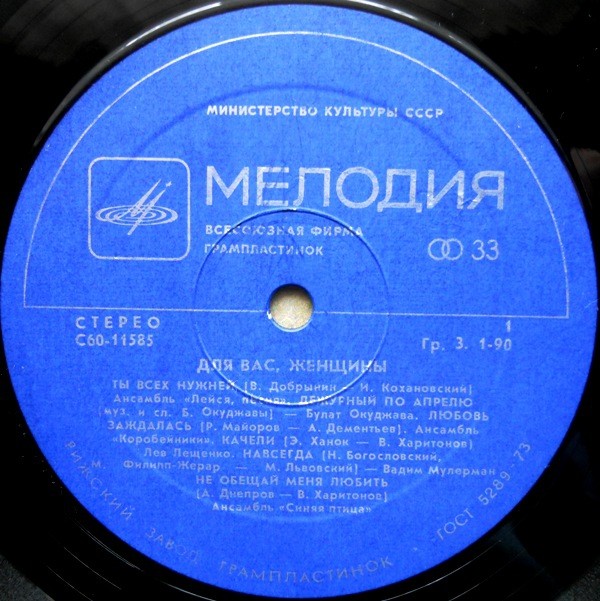 МИНИСТЕРСТВО КУЛЬТУРЫ СССР
МЕЛОДИЯ
ВСЕСОЮЗНАЯ ФИРМА
ГРАМПЛАСТИНОК
33
СТЕРЕО
С60-11585
1
Гр. 3. 1-90
ДЛЯ ВАС, ЖЕНЩИНЫ
ТЫ ВСЕХ НУЖНЕЙ (В. Добрынин – И. Кохановский)
Ансамбль «Лейся, песня». ДЕЖУРНЫЙ ПО АПРЕЛЮ
(муз. и сл. Б. Окуджавы) — Булат Окуджава. ЛЮБОВЬ
ЗАЖДАЛАСЬ (Р. Майоров — А. Дементьев). Ансамбль
«Коробейники». КАЧЕЛИ (Э. Ханок — В. Харитонов)
Лев Лещенко. НАВСЕГДА (Н. Богословский,
М. Филипп-Жерар — М. Львовский) — Вадим Мулерман
НЕ ОБЕЩАЙ МЕНЯ ЛЮБИТЬ
(А. Днепров — В. Харитонов)
Ансамбль «Синяя птица»
РИЖСКИЙ ЗАВОД ГРАМПЛАСТИНОК · ГОСТ 5289-73